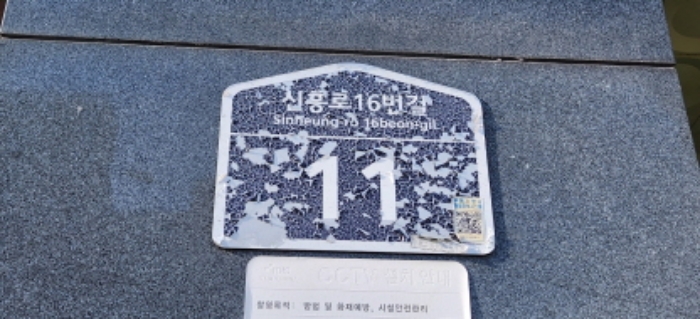 신흥로16번길
Sinheung-ro 16beon-gil
11
CCTV 설치 안내
촬영목적: 방범 및 화재예방, 시설안전관리